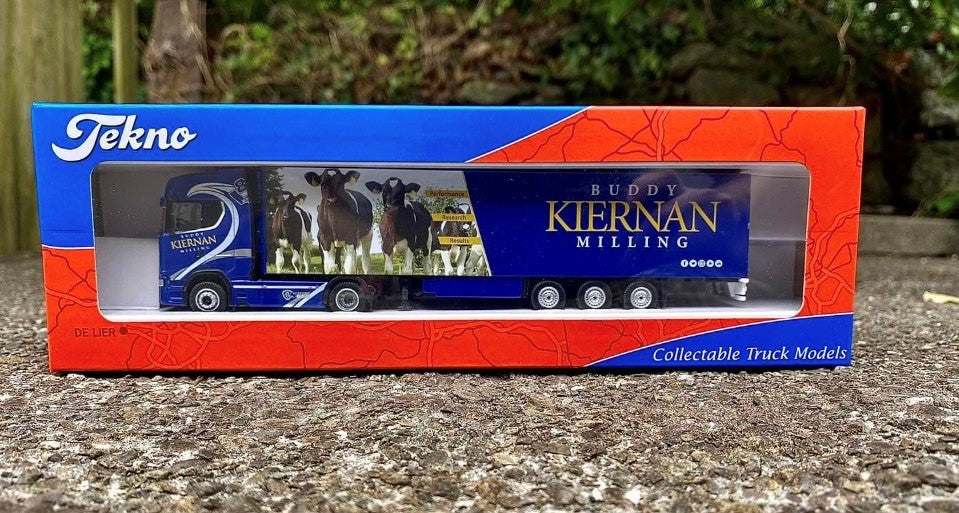 Tekno
BUDDY
KIERNAN
MILLING
Performance
Research
Results
BUDDY
KIERNAN
MILLING
DE LIER
Collectable Truck Models